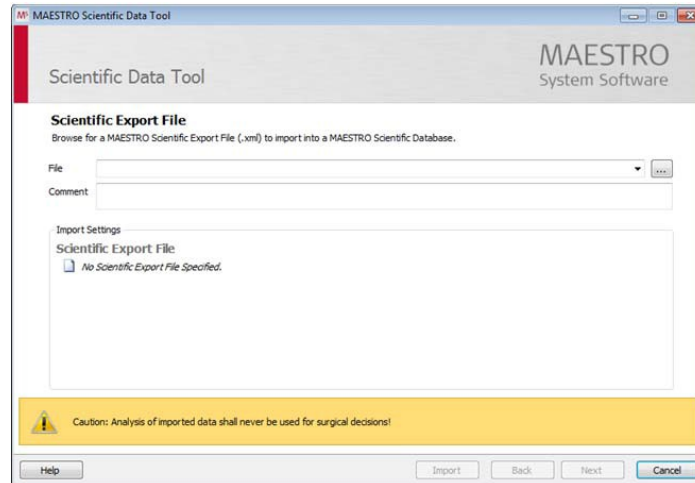 MAESTRO Scientific Data Tool
MAESTRO
System Software
Scientific Data Tool
Scientific Export File
Browse for a MAESTRO Scientific Export File (.xml) to import into a MAESTRO Scientific Database.
File
...
Comment
Import Settings
Scientific Export File
No Scientific Export File Specified.
Caution: Analysis of imported data shall never be used for surgical decisions!
Help
Import
Back
Next
Cancel